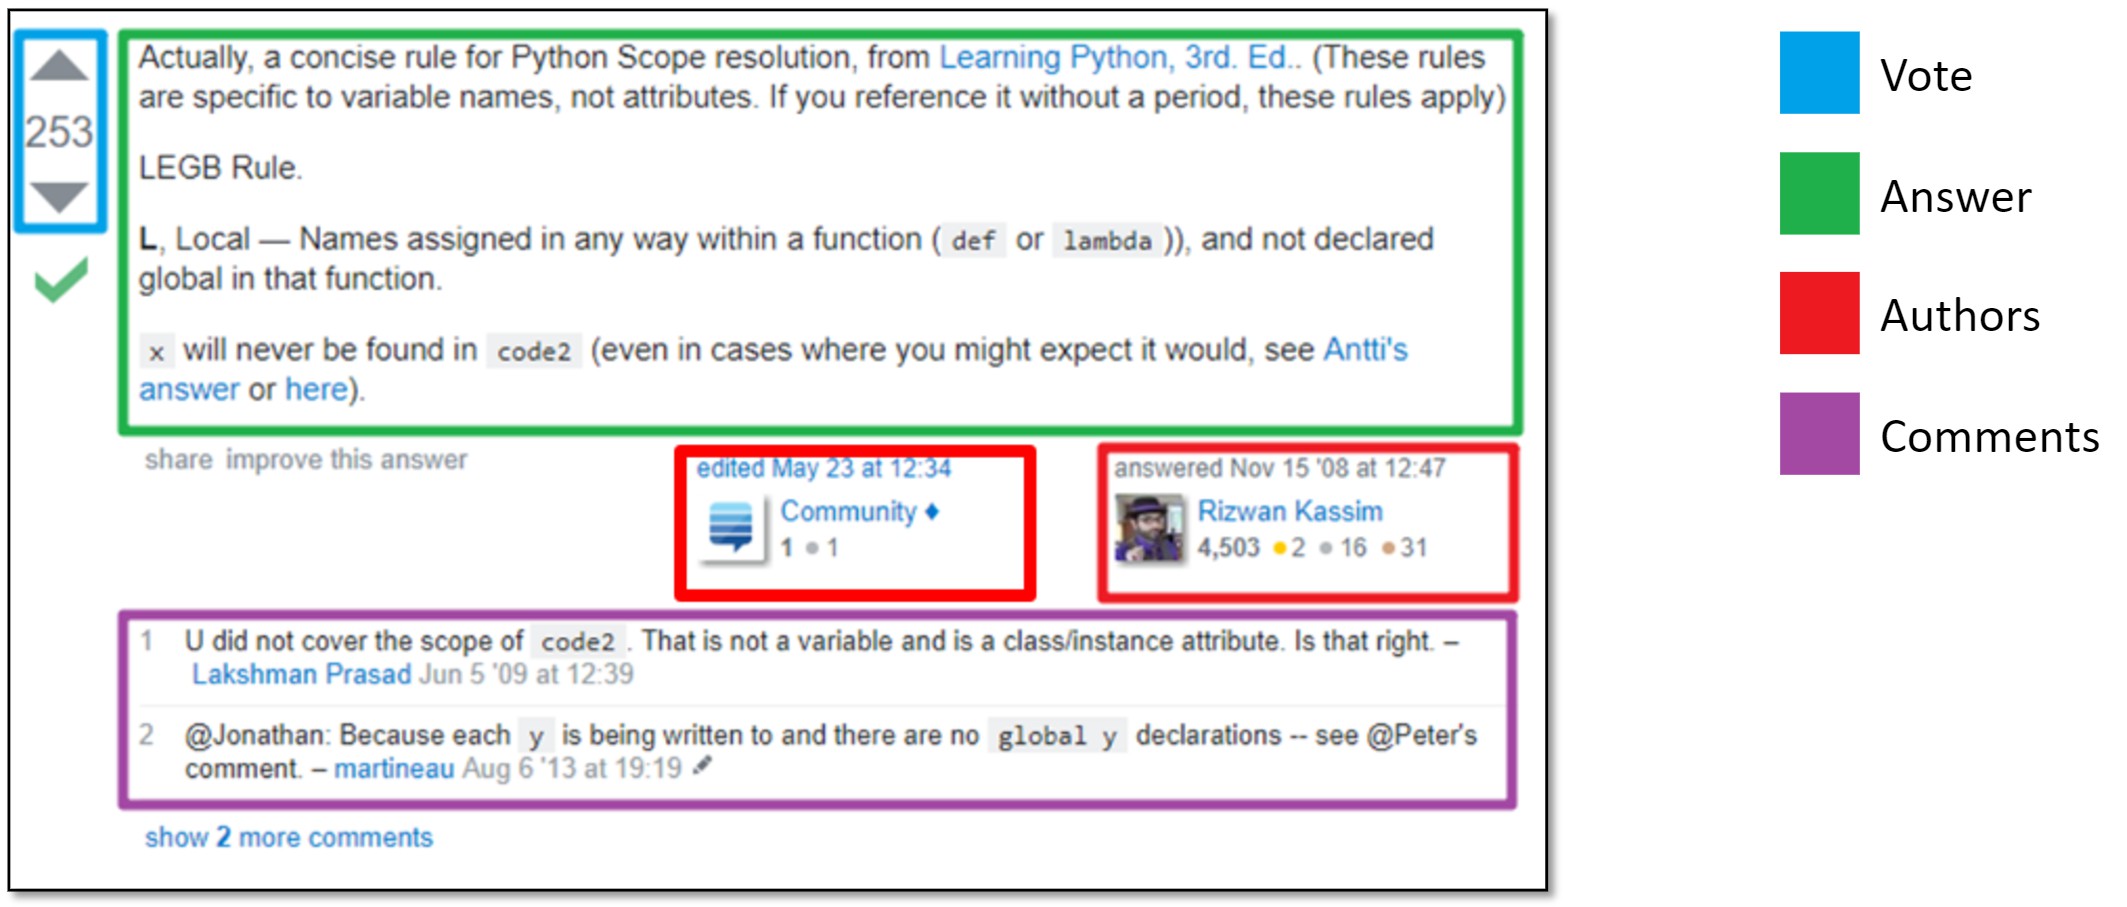 253
Actually, a concise rule for Python Scope resolution, from Learning Python, 3rd. Ed.. (These rules
are specific to variable names, not attributes. If you reference it without a period, these rules apply)
LEGB Rule.
L, Local — Names assigned in any way within a function ( def or lambda )), and not declared
global in that function.
x will never be found in code2 (even in cases where you might expect it would, see Antti's
answer or here).
share improve this answer
edited May 23 at 12:34
Community ♦
1 ● 1
answered Nov 15 '08 at 12:47
Rizwan Kassim
4,503 ● 2 ● 16 ● 31
1 U did not cover the scope of code2 . That is not a variable and is a class/instance attribute. Is that right. –
Lakshman Prasad Jun 5 '09 at 12:39
2 @Jonathan: Because each y is being written to and there are no global y declarations -- see @Peter's
comment. – martineau Aug 6 '13 at 19:19
show 2 more comments
Vote
Answer
Authors
Comments